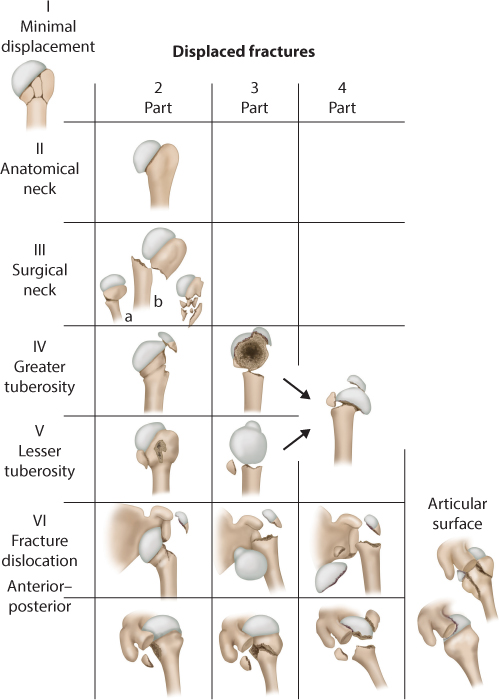 I
Minimal
displacement
Displaced fractures
2
Part
3
Part
4
Part
II
Anatomical
neck
III
Surgical
neck
a
b
IV
Greater
tuberosity
V
Lesser
tuberosity
VI
Fracture
dislocation
Anterior–
posterior
Articular
surface